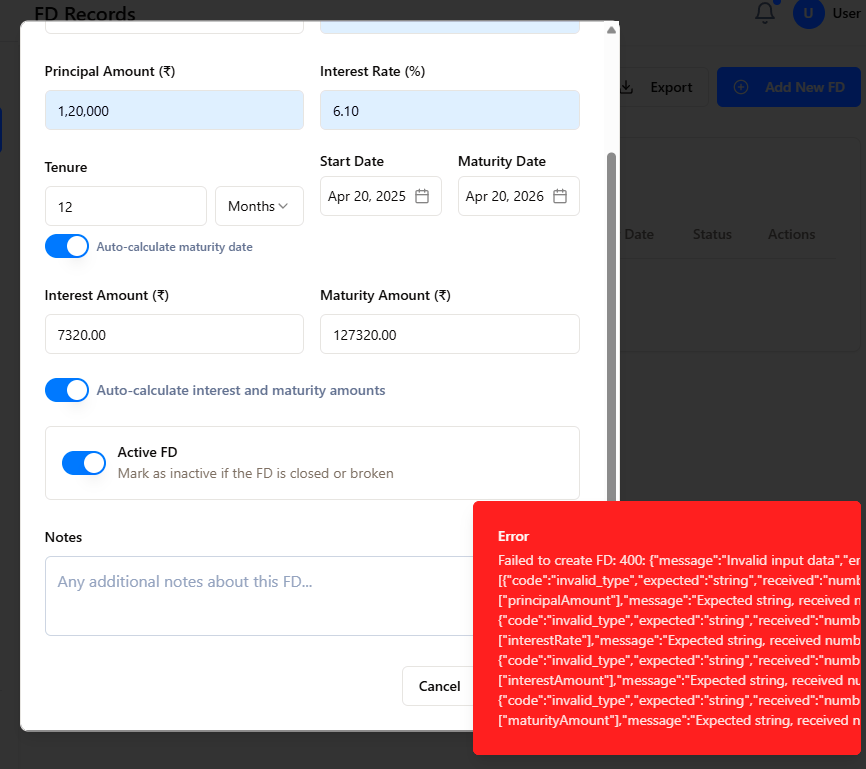 FD Records
U
User
Export
Add New FD
Principal Amount (₹)
Interest Rate (%)
1,20,000
6.10
Tenure
Start Date
Maturity Date
12
Months
Apr 20, 2025
Apr 20, 2026
Auto-calculate maturity date
Date
Status
Actions
Interest Amount (₹)
Maturity Amount (₹)
7320.00
127320.00
Auto-calculate interest and maturity amounts
Active FD
Mark as inactive if the FD is closed or broken
Notes
Any additional notes about this FD...
Cancel
Error
Failed to create FD: 400: {"message":"Invalid input data","er
[{"code":"invalid_type","expected":"string","received":"numb
["principalAmount"],"message":"Expected string, received n
{"code":"invalid_type","expected":"string","received":"numb
["interestRate"],"message":"Expected string, received numb
{"code":"invalid_type","expected":"string","received":"numb
["interestAmount"],"message":"Expected string, received nu
{"code":"invalid_type","expected":"string","received":"numb
["maturityAmount"],"message":"Expected string, received n